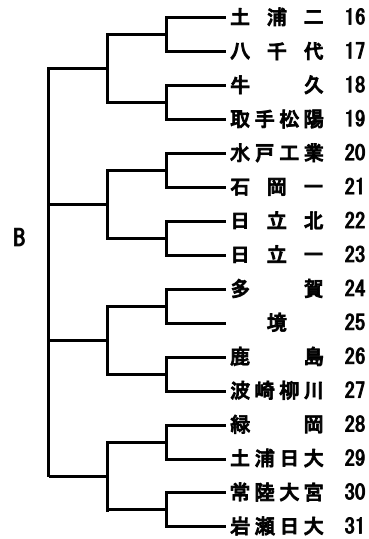 土浦二 16
八千代 17
牛久 18
取手松陽 19
水戸工業 20
石岡一 21
日立北 22
日立一 23
B
多賀 24
境 25
鹿島 26
波崎柳川 27
緑岡 28
土浦日大 29
常陸大宮 30
岩瀬日大 31